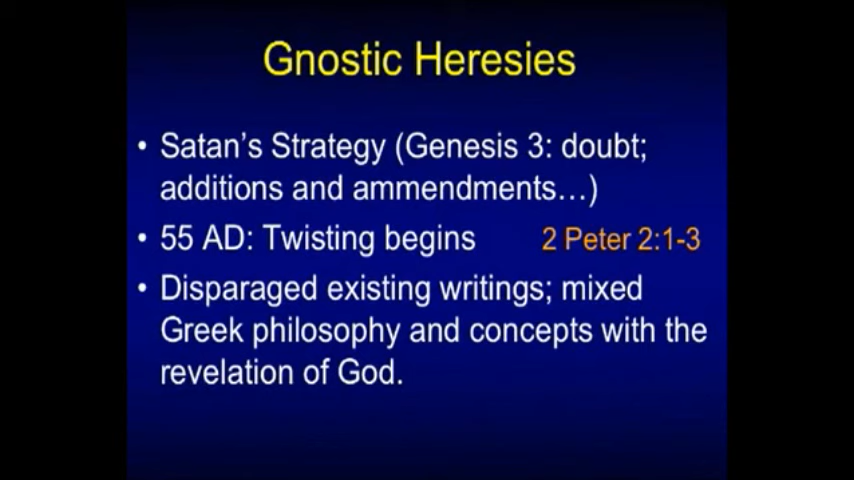 Gnostic Heresies
• Satan's Strategy (Genesis 3: doubt;
additions and ammendments...)
• 55 AD: Twisting begins 2 Peter 2:1-3
• Disparaged existing writings; mixed
Greek philosophy and concepts with the
revelation of God.